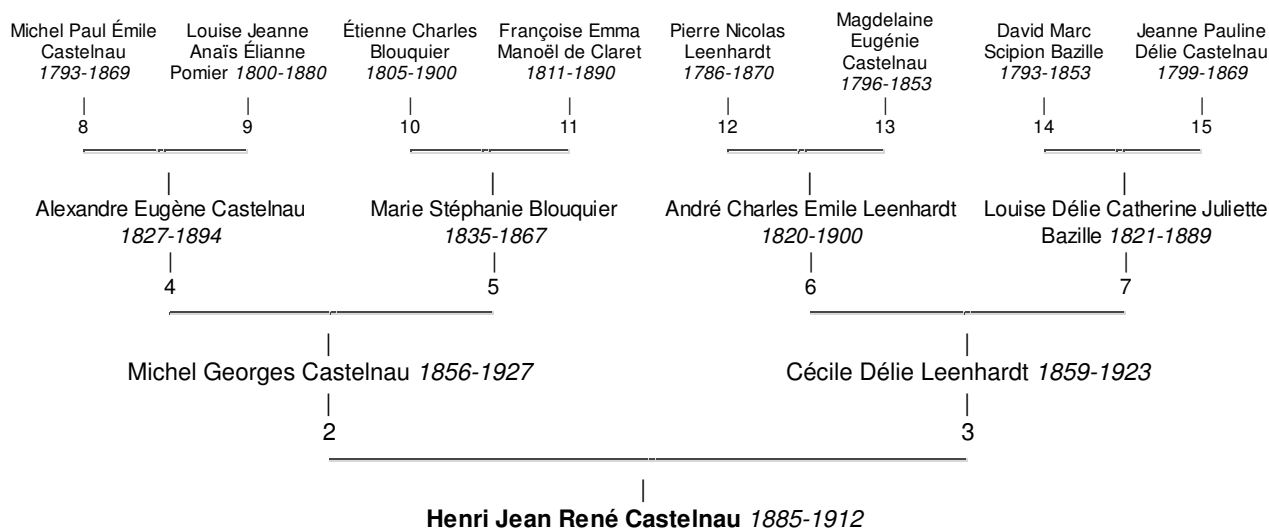 Michel Paul Émile
Castelnau
1793-1869
Louise Jeanne
Anaïs Élianne
Pomier 1800-1880
Étienne Charles
Blouquier
1805-1900
Françoise Emma
Manoël de Claret
1811-1890
Pierre Nicolas
Leenhardt
1786-1870
Magdelaine
Eugénie
Castelnau
1796-1853
David Marc
Scipion Bazille
1793-1853
Jeanne Pauline
Délie Castelnau
1799-1869
8 9 10 11 12 13 14 15
Alexandre Eugène Castelnau
1827-1894
Marie Stéphanie Blouquier
1835-1867
André Charles Emile Leenhardt
1820-1900
Louise Délie Catherine Juliette
Bazille 1821-1889
4 5 6 7
Michel Georges Castelnau 1856-1927
Cécile Délie Leenhardt 1859-1923
2 3
Henri Jean René Castelnau 1885-1912